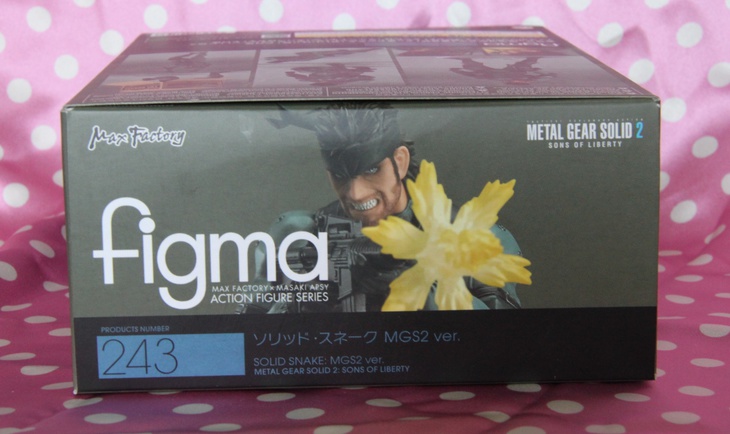 Max Factory
METAL GEAR SOLID 2
SONS OF LIBERTY
figma
MAX FACTORY × MASAKI APSY
ACTION FIGURE SERIES
PRODUCTS NUMBER
243
ソリッド・スネーク MGS2 ver.
SOLID SNAKE: MGS2 ver.
METAL GEAR SOLID 2: SONS OF LIBERTY